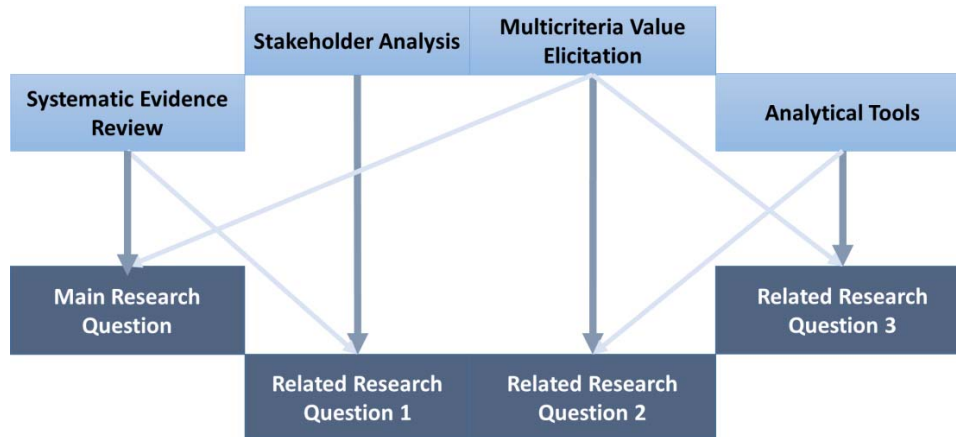 Stakeholder Analysis
Multicriteria Value
Elicitation
Systematic Evidence
Review
Analytical Tools
Main Research
Question
Related Research
Question 3
Related Research
Question 1
Related Research
Question 2